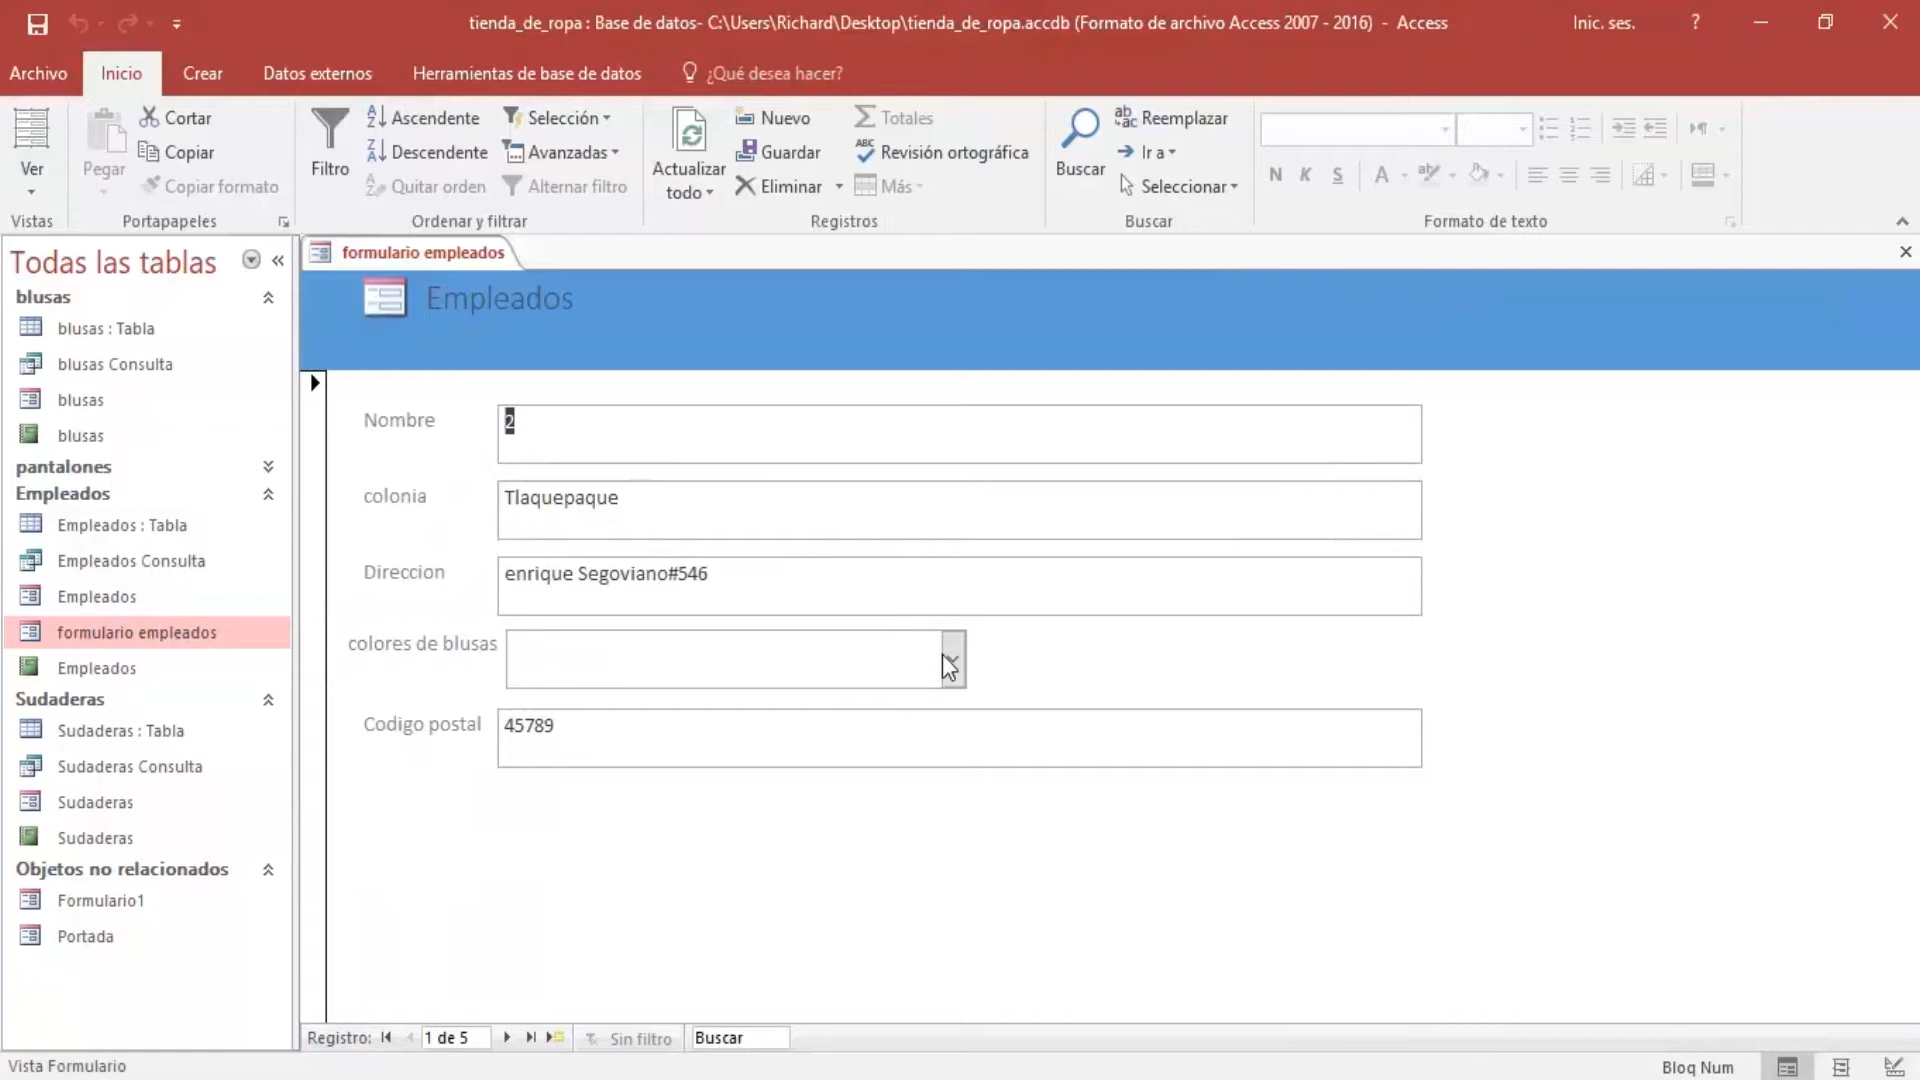 tienda_de_ropa : Base de datos- C:\Users\Richard\Desktop\tienda_de_ropa.accdb (Formato de archivo Access 2007 - 2016) - Access
Inic. ses.
?
Archivo
Inicio
Crear
Datos externos
Herramientas de base de datos
¿Qué desea hacer?
Ver
Vistas
Pegar
Cortar
Copiar
Copiar formato
Portapapeles
Filtro
Ascendente
Descendente
Quitar orden
Selección
Avanzadas
Alternar filtro
Ordenar y filtrar
Actualizar
todo
Nuevo
Guardar
Eliminar
Totales
Revisión ortográfica
Más
Registros
Buscar
Reemplazar
Ir a
Seleccionar
Buscar
N K S
A
Formato de texto
Todas las tablas
blusas
blusas : Tabla
blusas Consulta
blusas
blusas
pantalones
Empleados
Empleados : Tabla
Empleados Consulta
Empleados
formulario empleados
Empleados
Sudaderas
Sudaderas : Tabla
Sudaderas Consulta
Sudaderas
Sudaderas
Objetos no relacionados
Formulario1
Portada
formulario empleados
Empleados
Nombre 2
colonia Tlaquepaque
Direccion enrique Segoviano#546
colores de blusas
Codigo postal 45789
Registro: 1 de 5 Sin filtro Buscar
Vista Formulario
Bloq Num